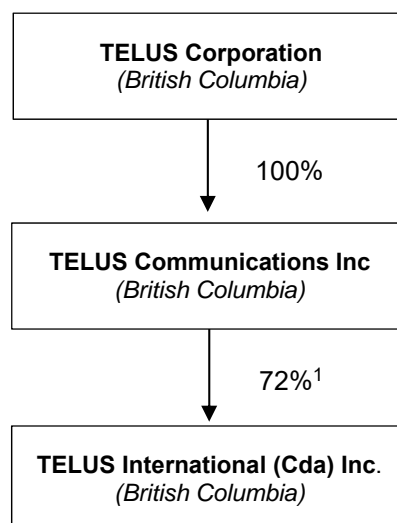 TELUS Corporation
(British Columbia)
100%
TELUS Communications Inc
(British Columbia)
72%¹
TELUS International (Cda) Inc.
(British Columbia)